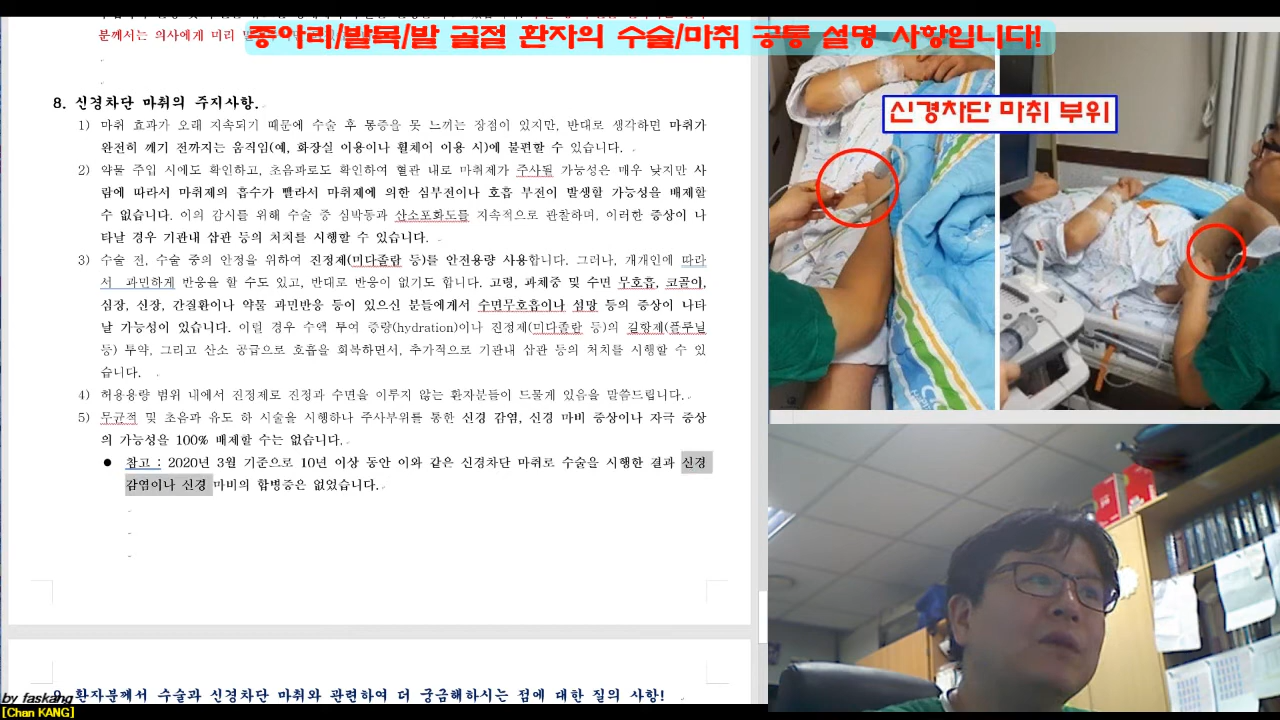 분께서는 의사에게 미리
종아리/발목/발 골절 환자의 수술/마취 공통 설명 사항입니다!
8. 신경차단 마취의 주지사항.
1) 마취 효과가 오래 지속되기 때문에 수술 후 통증을 못 느끼는 장점이 있지만, 반대로 생각하면 마취가
완전히 깨기 전까지는 움직임(예, 화장실 이용이나 휠체어 이용 시)에 불편할 수 있습니다.
2) 약물 주입 시에도 확인하고, 초음파로도 확인하여 혈관 내로 마취제가 주사될 가능성은 매우 낮지만 사
람에 따라서 마취제의 흡수가 빨라서 마취제에 의한 심부전이나 호흡 부전이 발생할 가능성을 배제할
수 없습니다. 이의 감시를 위해 수술 중 심박동과 산소포화도를 지속적으로 관찰하며, 이러한 증상이 나
타날 경우 기관내 삽관 등의 처치를 시행할 수 있습니다.
3) 수술 전, 수술 중의 안정을 위하여 진정제(미다졸람 등)를 안전용량 사용합니다. 그러나, 개개인에 따라
서 과민하게 반응을 할 수도 있고, 반대로 반응이 없기도 합니다. 고령, 과체중 및 수면 무호흡, 코골이,
심장, 신장, 간질환이나 약물 과민반응 등이 있으신 분들에게서 수면무호흡이나 섬망 등의 증상이 나타
날 가능성이 있습니다. 이럴 경우 수액 투여 증량(hydration)이나 진정제(미다졸람 등)의 길항제(플루닐
등) 투약, 그리고 산소 공급으로 호흡을 회복하면서, 추가적으로 기관내 삽관 등의 처치를 시행할 수 있
습니다.
4) 허용용량 범위 내에서 진정제로 진정과 수면을 이루지 않는 환자분들이 드물게 있음을 말씀드립니다.
5) 무균적 및 초음파 유도 하 시술을 시행하나 주사부위를 통한 신경 감염, 신경 마비 증상이나 자극 증상
의 가능성을 100% 배제할 수는 없습니다.
● 참고 : 2020년 3월 기준으로 10년 이상 동안 이와 같은 신경차단 마취로 수술을 시행한 결과 신경
감염이나 신경 마비의 합병증은 없었습니다.
9. 환자분께서 수술과 신경차단 마취와 관련하여 더 궁금해하시는 점에 대한 질의 사항!
신경차단 마취 부위
by faskang
[Chan KANG]